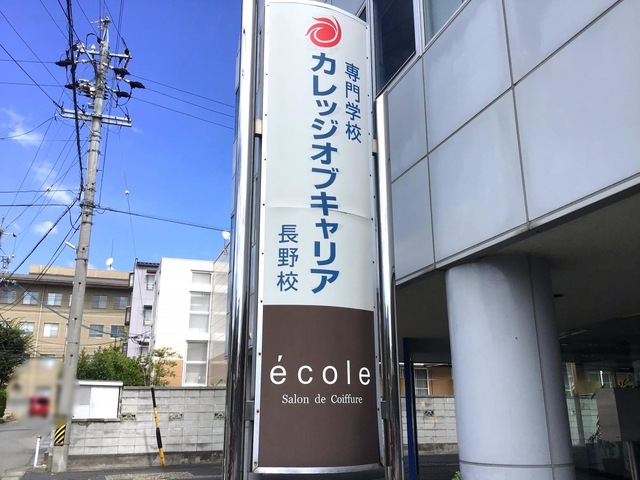 専門学校
カレッジオブキャリア
長野校
école
Salon de Coiffure